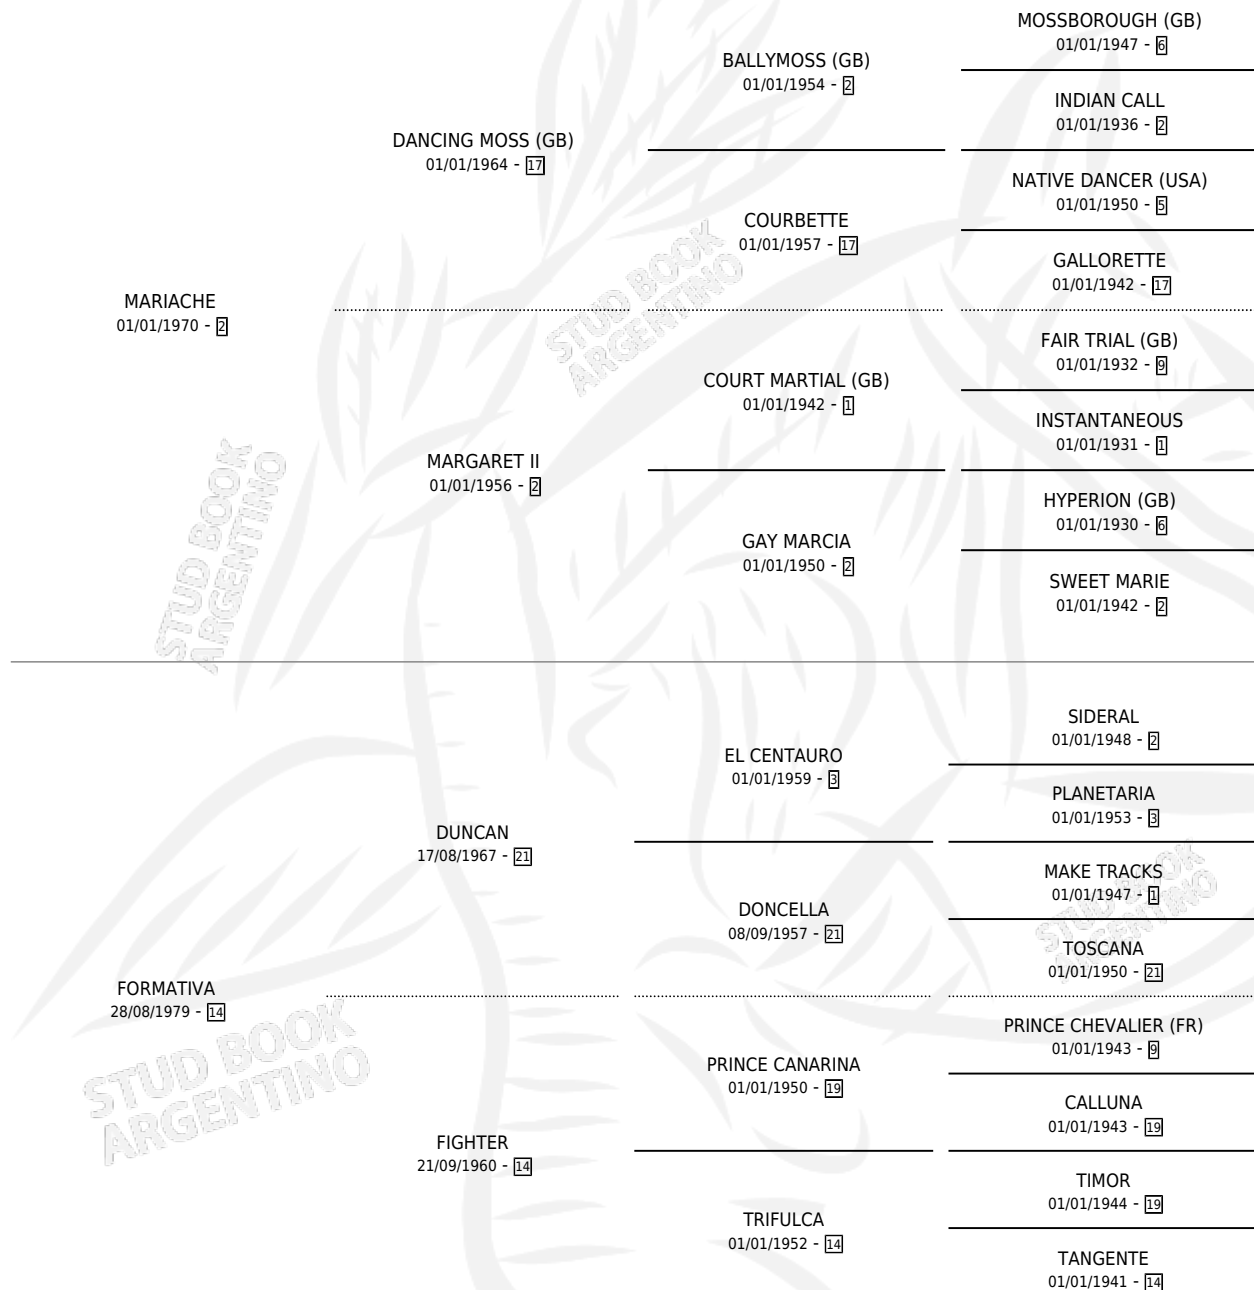 MOSSBOROUGH (GB)
01/01/1947 - 6
BALLYMOSS (GB)
01/01/1954 - 2
INDIAN CALL
01/01/1936 - 2
DANCING MOSS (GB)
01/01/1964 - 17
NATIVE DANCER (USA)
01/01/1950 - 5
COURBETTE
01/01/1957 - 17
GALLORETTE
01/01/1942 - 17
MARIACHE
01/01/1970 - 2
STUD BOOK
ARGENTINO
FAIR TRIAL (GB)
01/01/1932 - 9
COURT MARTIAL (GB)
01/01/1942 - 1
INSTANTANEOUS
01/01/1931 - 1
MARGARET II
01/01/1956 - 2
HYPERION (GB)
01/01/1930 - 6
GAY MARCIA
01/01/1950 - 2
SWEET MARIE
01/01/1942 - 2
STUD BOOK
ARGENTINO
SIDERAL
01/01/1948 - 2
EL CENTAURO
01/01/1959 - 3
PLANETARIA
01/01/1953 - 3
DUNCAN
17/08/1967 - 21
MAKE TRACKS
01/01/1947 - 1
DONCELLA
08/09/1957 - 21
TOSCANA
01/01/1950 - 21
STUD BOOK
ARGENTINO
FORMATIVA
28/08/1979 - 14
STUD BOOK
ARGENTINO
PRINCE CHEVALIER (FR)
01/01/1943 - 9
PRINCE CANARINA
01/01/1950 - 19
CALLUNA
01/01/1943 - 19
FIGHTER
21/09/1960 - 14
TIMOR
01/01/1944 - 19
TRIFULCA
01/01/1952 - 14
TANGENTE
01/01/1941 - 14